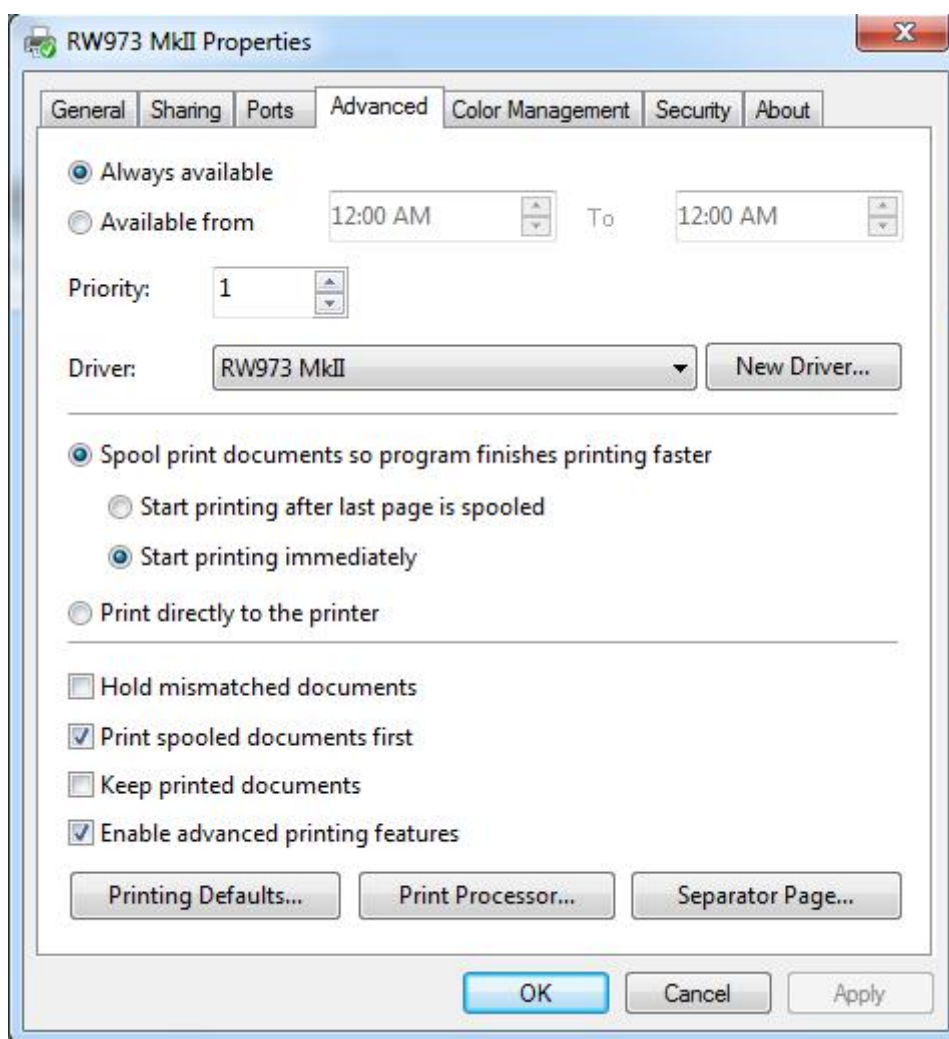 RW973 MkII Properties
General Sharing Ports Advanced Color Management Security About
Always available
Available from 12:00 AM To 12:00 AM
Priority: 1
Driver: RW973 MkII New Driver...
Spool print documents so program finishes printing faster
Start printing after last page is spooled
Start printing immediately
Print directly to the printer
Hold mismatched documents
Print spooled documents first
Keep printed documents
Enable advanced printing features
Printing Defaults... Print Processor... Separator Page...
OK Cancel Apply